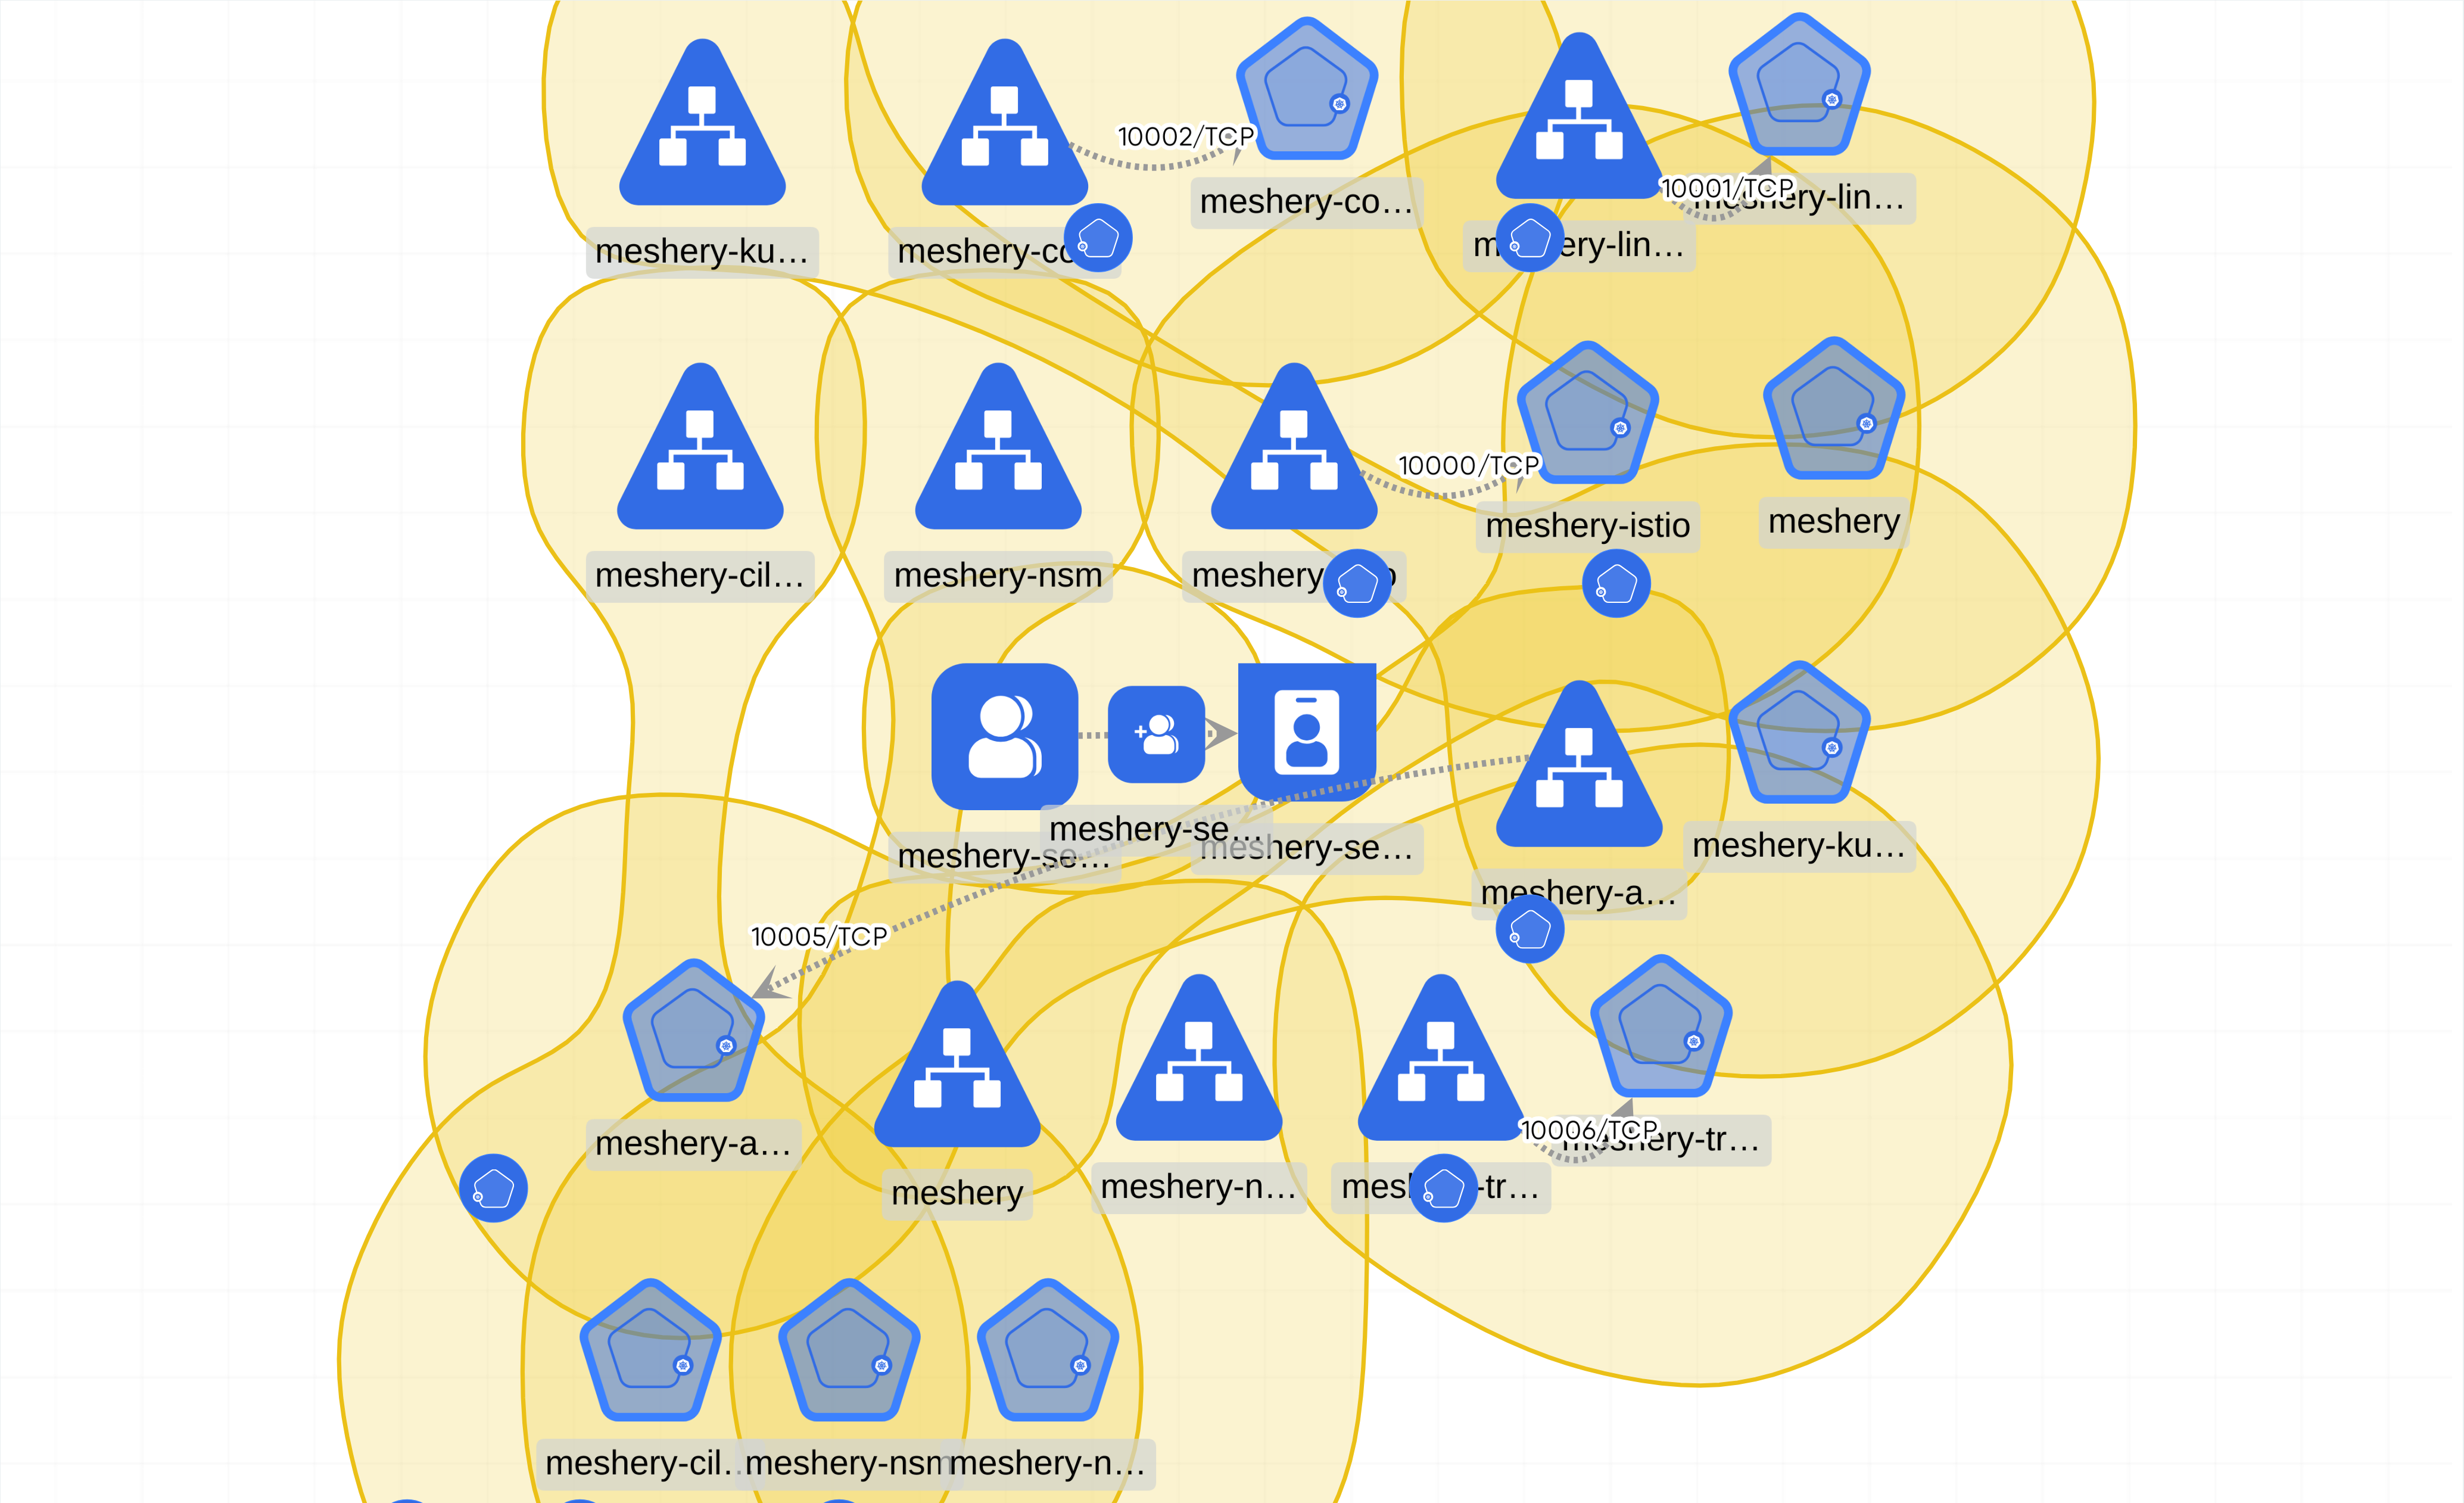 10002/TCP
meshery-co…
10001/TCP
meshery-lin…
meshery-ku…
meshery-co
meshery-lin…
10000/TCP
meshery-istio
meshery
meshery-cil…
meshery-nsm
meshery
meshery-se…
meshery-se…
meshery-se…
meshery-ku…
meshery-a…
10005/TCP
meshery-a…
meshery
meshery-n…
meshery-tr…
10006/TCP
meshery-tr…
meshery-cil…
meshery-nsm
meshery-n…